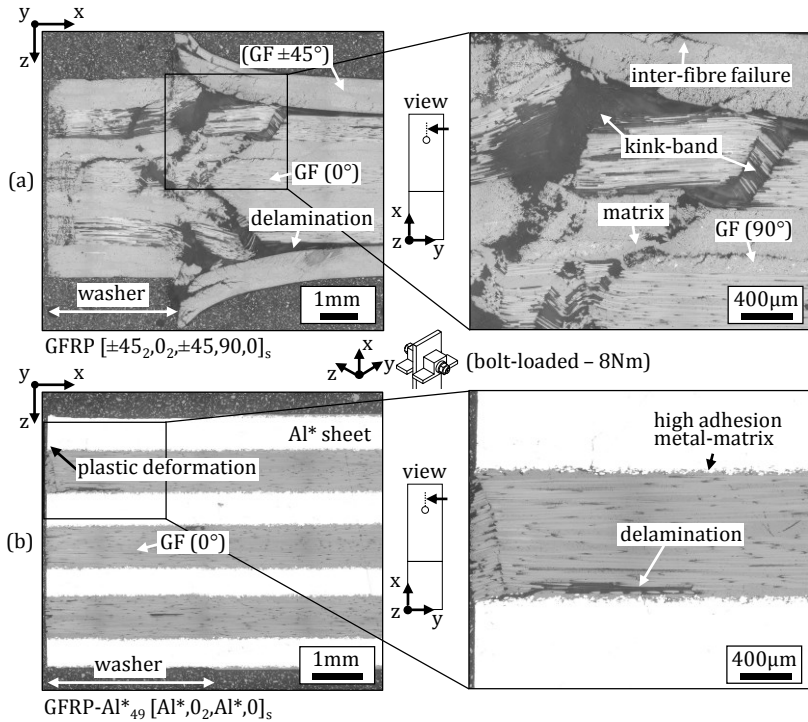 y
x
z
(GF ±45°)
(a)
GF (0°)
delamination
washer
1mm
GFRP [±45₂,0₂,±45,90,0]ₛ
view
x
z
y
inter-fibre failure
kink-band
matrix
GF (90°)
400µm
x
y
z
(bolt-loaded – 8Nm)
y
x
z
Al* sheet
plastic deformation
(b)
GF (0°)
washer
1mm
GFRP-Al*₄₉ [Al*,0₂,Al*,0]ₛ
view
x
z
y
high adhesion
metal-matrix
delamination
400µm